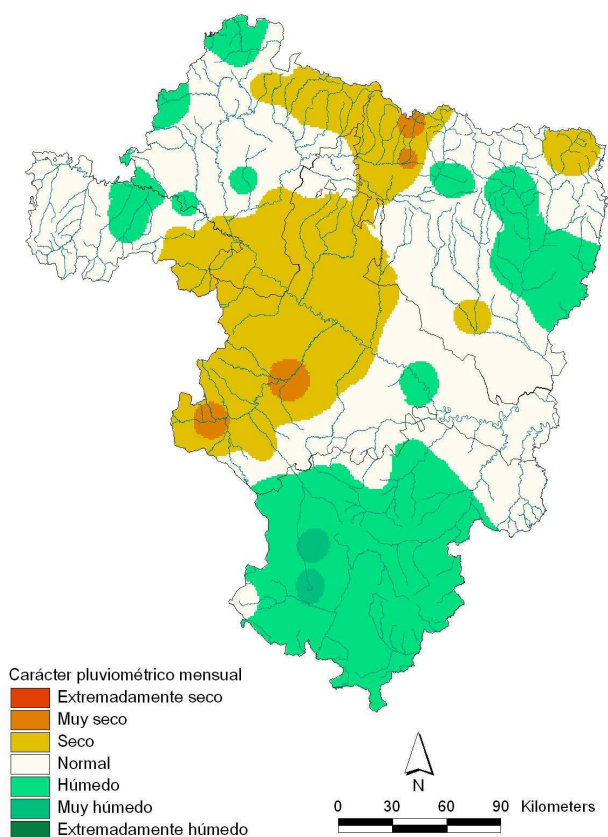 Carácter pluviométrico mensual
Extremadamente seco
Muy seco
Seco
Normal
Húmedo
Muy húmedo
Extremadamente húmedo
N
0 30 60 90 Kilometers